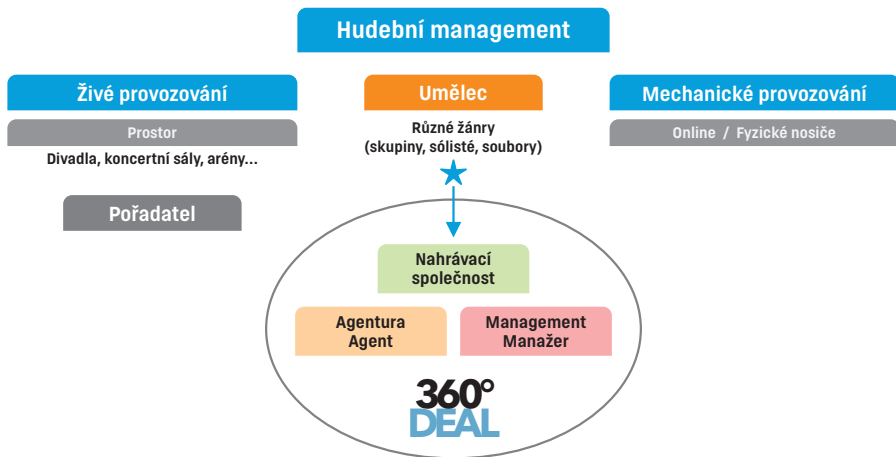 Hudební management
Živé provozování
Prostor
Divadla, koncertní sály, arény...
Pořadatel
Umělec
Různé žánry
(skupiny, sólisté, soubory)
Mechanické provozování
Online / Fyzické nosiče
Nahrávací
společnost
Agentura
Agent
Management
Manažer
360°
DEAL